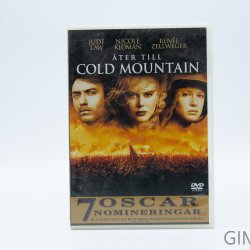 JUDE NICOLE RENÉE
LAW KIDMAN ZELLWEGER
ÅTER TILL
COLD MOUNTAIN
DVD
7 OSCAR
NOMINERINGAR
GIN